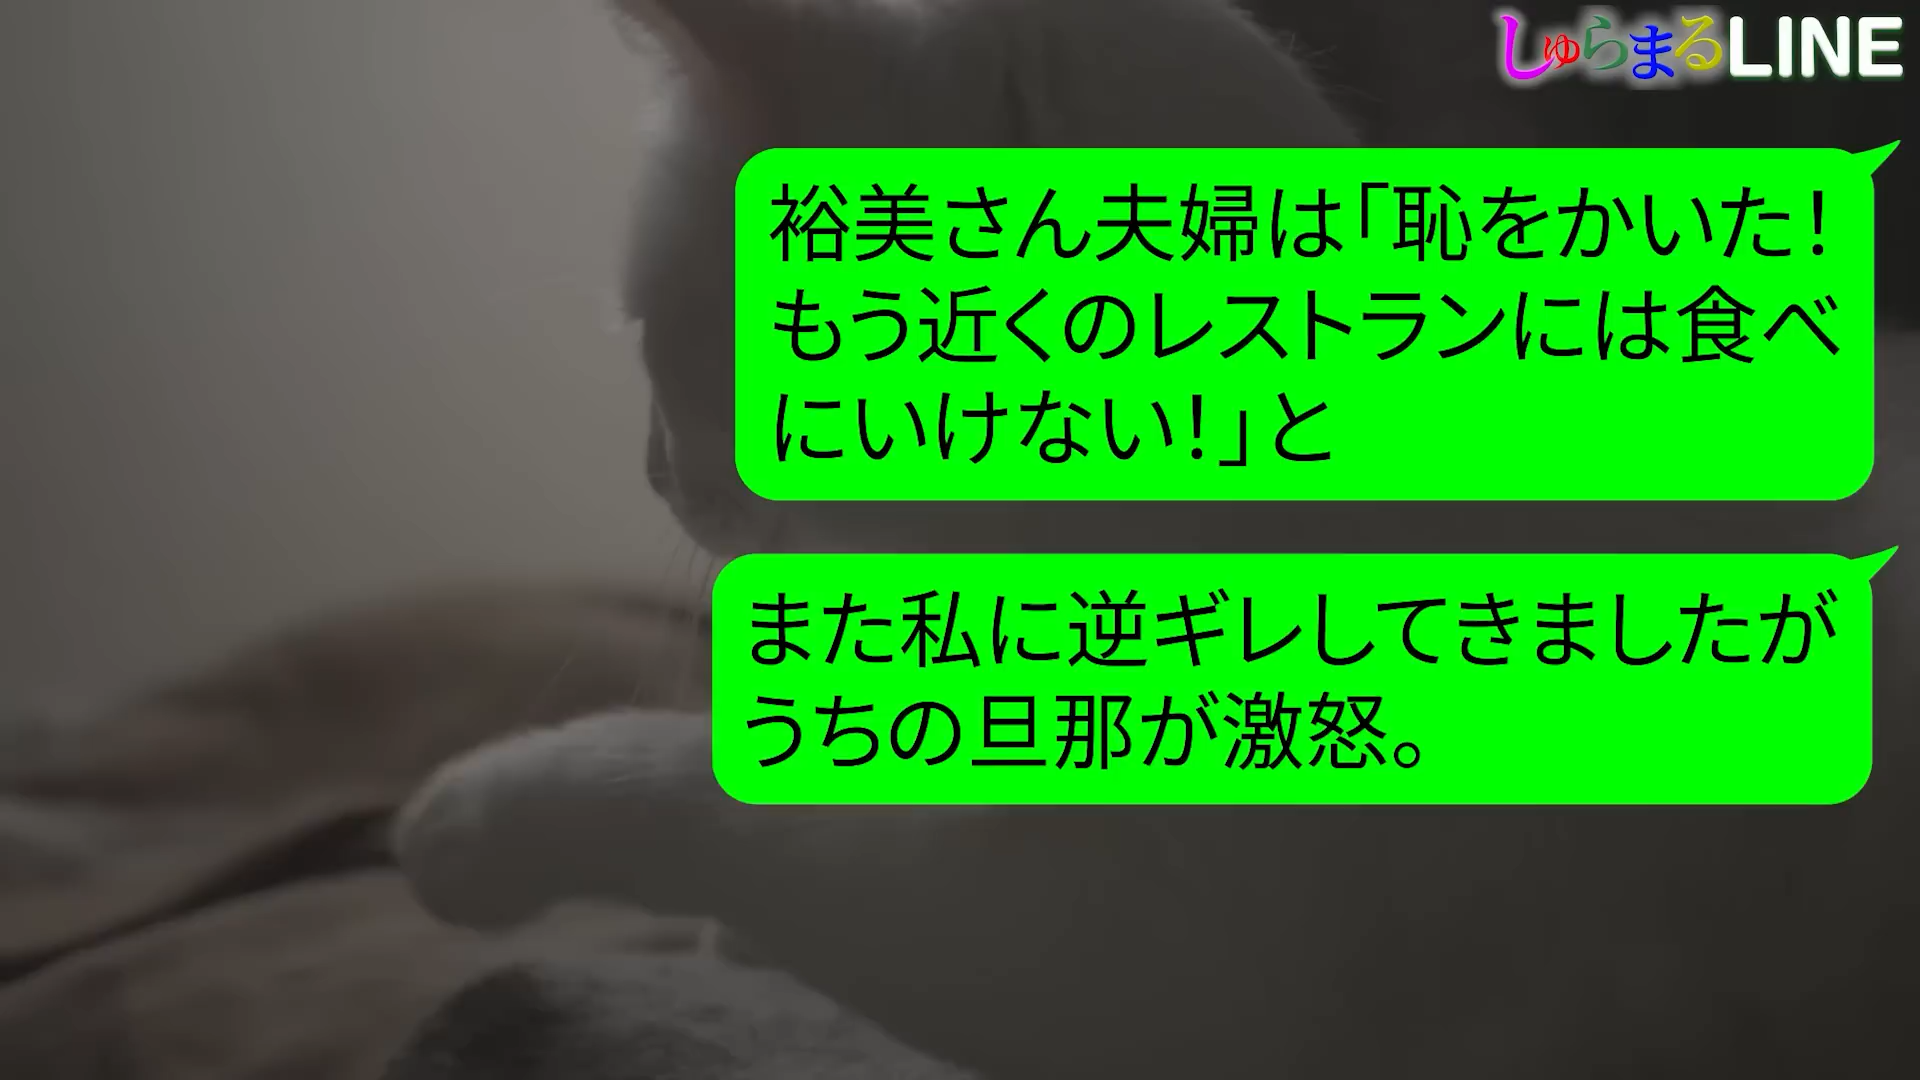 しゅらまるLINE
裕美さん夫婦は「恥をかいた!
もう近くのレストランには食べ
にいけない!」と
また私に逆ギレしてきましたが
うちの旦那が激怒。